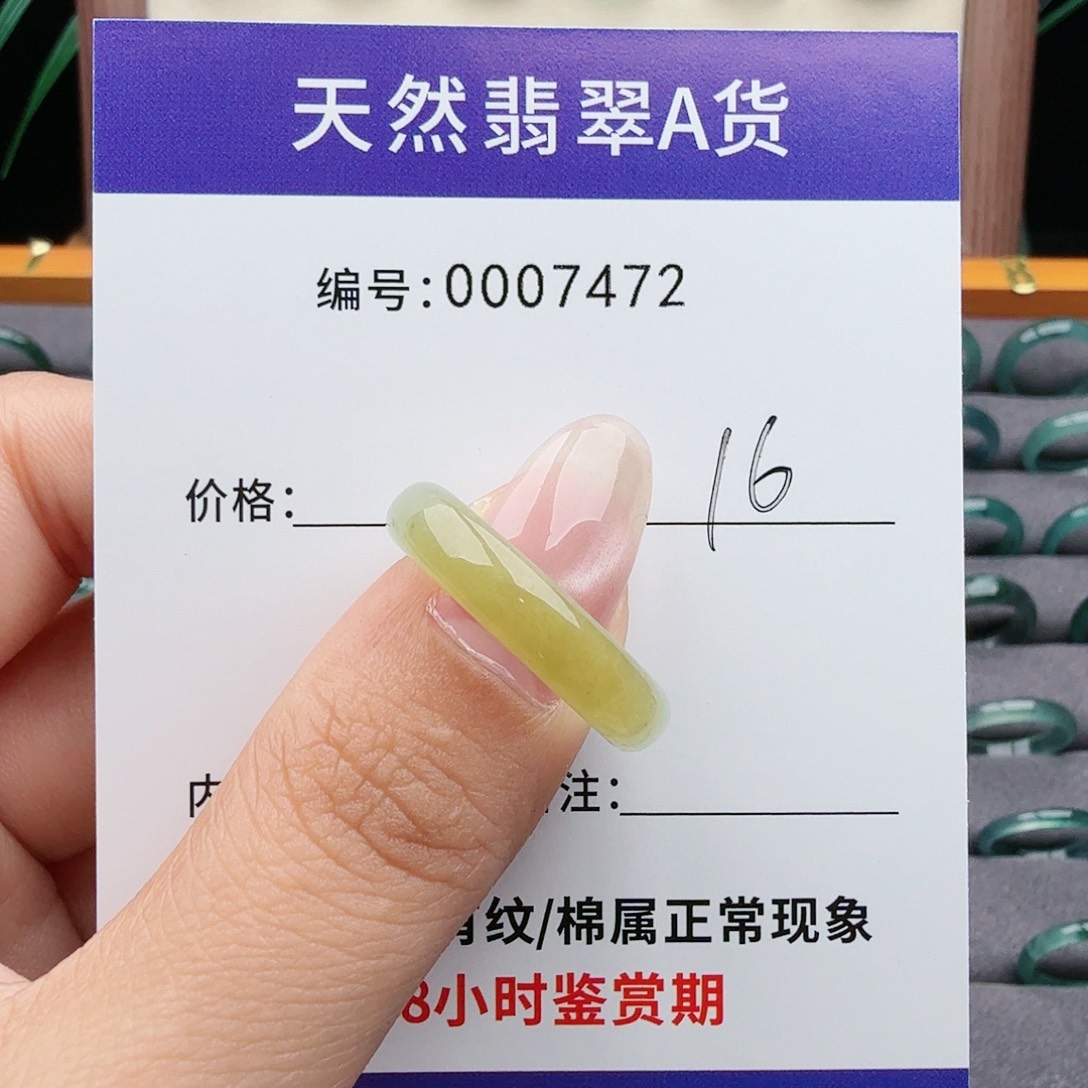 天然翡翠A货
编号:0007472
价格: 16
内 注:
纹/棉属正常现象
8小时鉴赏期